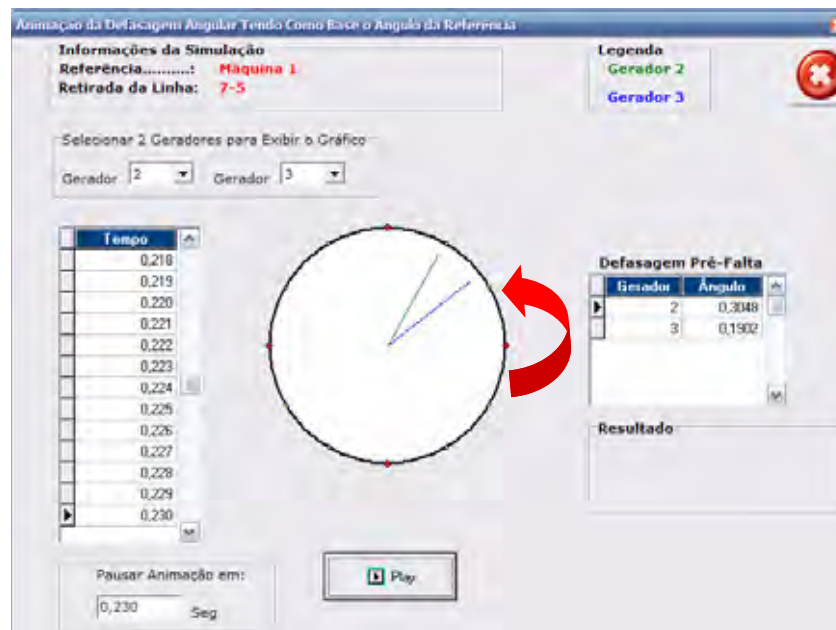 Animação da Defasagem Angular Tendo Como Base o Ângulo da Referência
Informações da Simulação
Referência..........: Máquina 1
Retirada da Linha: 7-5
Legenda
Gerador 2
Gerador 3
Selecionar 2 Geradores para Exibir o Gráfico
Gerador 2 Gerador 3
Tempo
0,218
0,219
0,220
0,221
0,222
0,223
0,224
0,225
0,226
0,227
0,228
0,229
0,230
Defasagem Pré-Falta
Gerador Ângulo
2 0,3048
3 0,1902
Resultado
Pausar Animação em:
0,230 Seg
Play